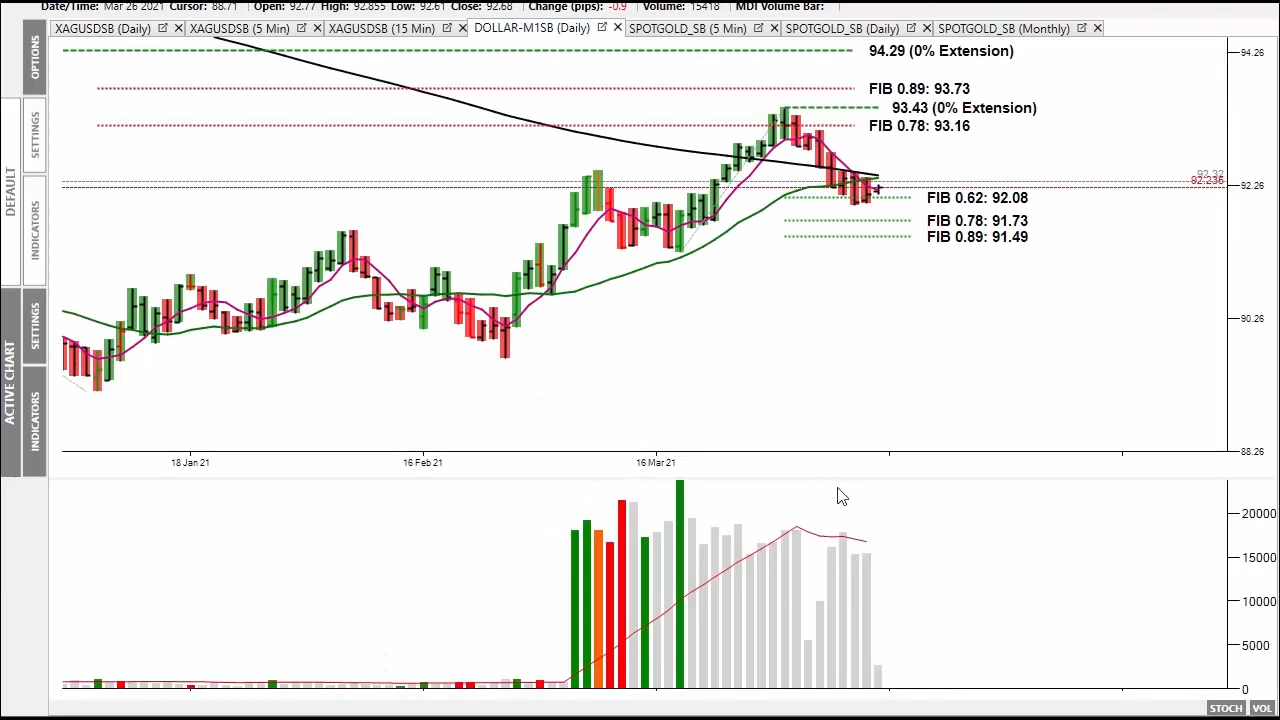 Date/Time: Mar 26 2021 Cursor: 88.71 Open: 92.77 High: 92.855 Low: 92.61 Close: 92.68 Change (pips): -0.9 Volume: 15418 MDI Volume Bar:
XAGUSDSB (Daily) XAGUSDSB (5 Min) XAGUSDSB (15 Min) DOLLAR-M1SB (Daily) SPOTGOLD_SB (5 Min) SPOTGOLD_SB (Daily) SPOTGOLD_SB (Monthly)
OPTIONS
SETTINGS
INDICATORS
DEFAULT
SETTINGS
INDICATORS
ACTIVE CHART
94.29 (0% Extension)
FIB 0.89: 93.73
93.43 (0% Extension)
FIB 0.78: 93.16
FIB 0.62: 92.08
FIB 0.78: 91.73
FIB 0.89: 91.49
94.26
92.32
92.236
92.26
90.26
88.26
18 Jan 21
16 Feb 21
16 Mar 21
20000
15000
10000
5000
0
STOCH VOL